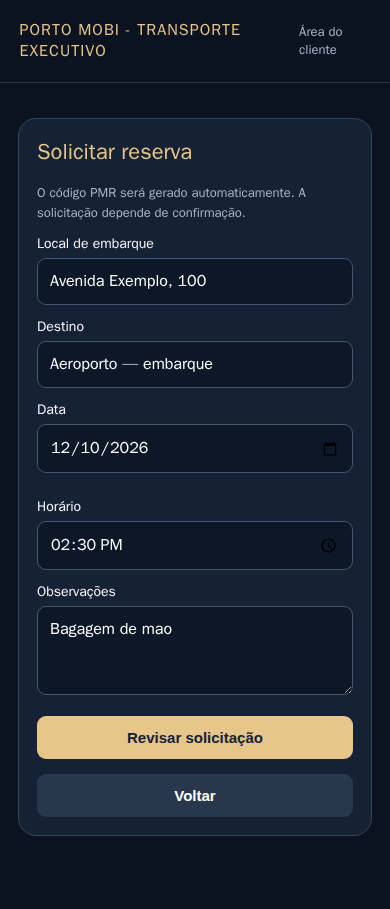 PORTO MOBI - TRANSPORTE
EXECUTIVO
Área do
cliente
Solicitar reserva
O código PMR será gerado automaticamente. A
solicitação depende de confirmação.
Local de embarque
Avenida Exemplo, 100
Destino
Aeroporto — embarque
Data
12/10/2026
Horário
02:30 PM
Observações
Bagagem de mao
Revisar solicitação
Voltar